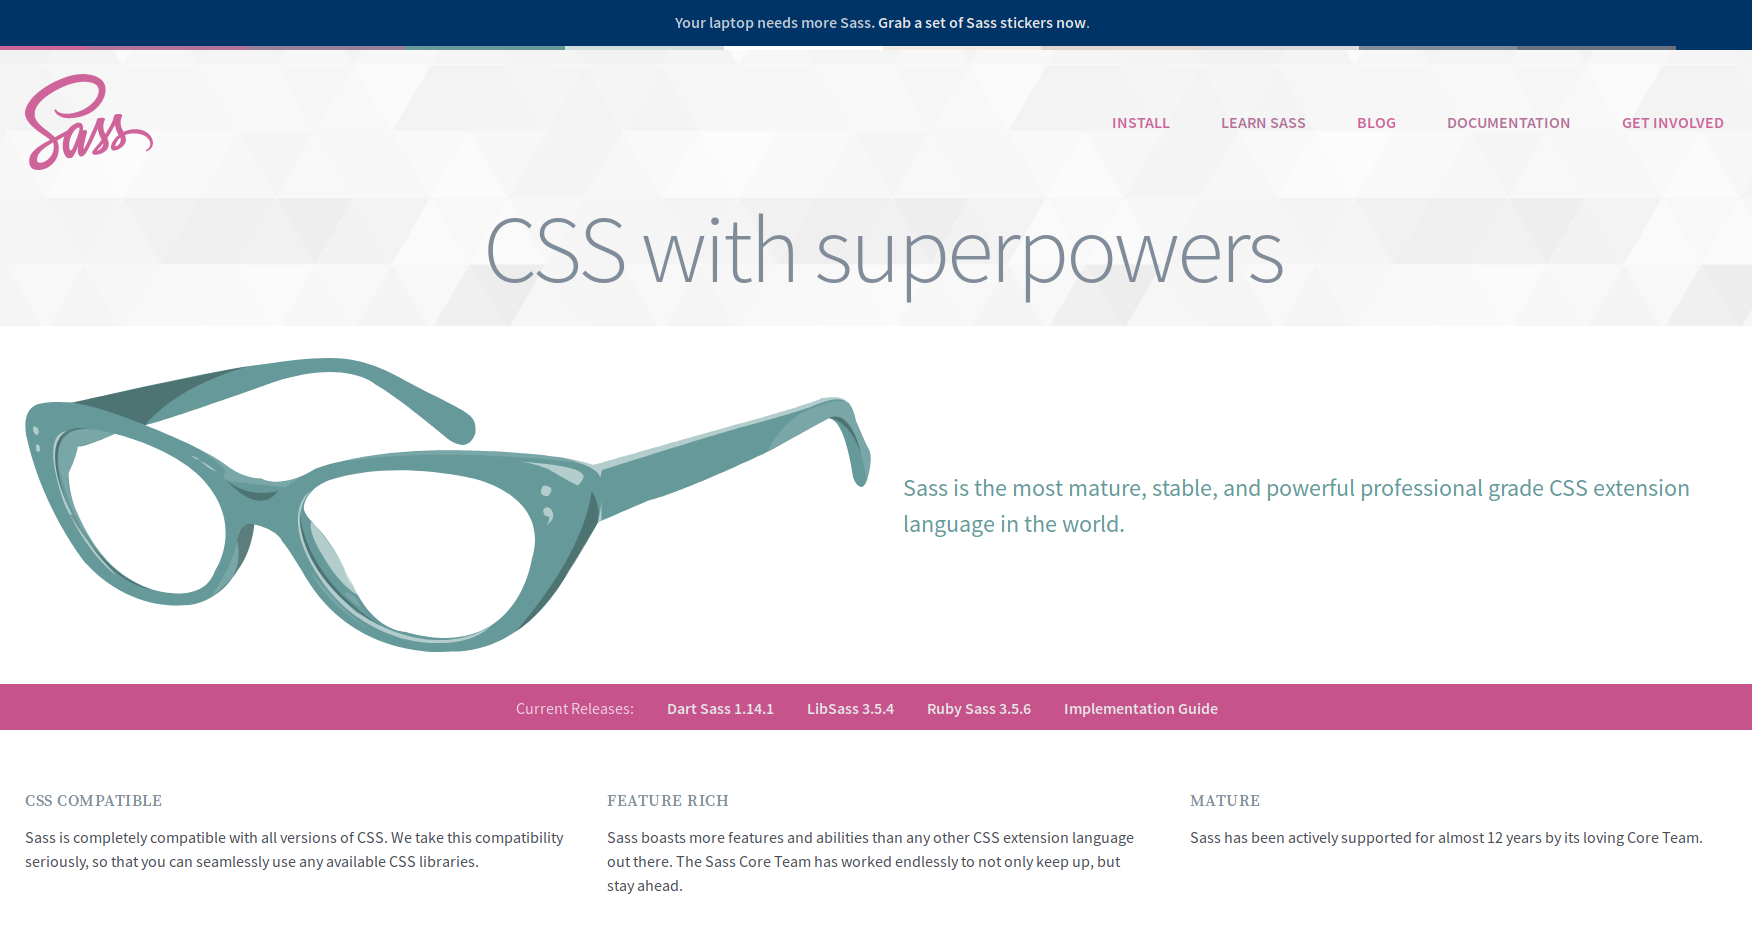 Your laptop needs more Sass. Grab a set of Sass stickers now.
Sass
INSTALL LEARN SASS BLOG DOCUMENTATION GET INVOLVED
CSS with superpowers
Sass is the most mature, stable, and powerful professional grade CSS extension
language in the world.
Current Releases: Dart Sass 1.14.1 LibSass 3.5.4 Ruby Sass 3.5.6 Implementation Guide
CSS COMPATIBLE
Sass is completely compatible with all versions of CSS. We take this compatibility
seriously, so that you can seamlessly use any available CSS libraries.
FEATURE RICH
Sass boasts more features and abilities than any other CSS extension language
out there. The Sass Core Team has worked endlessly to not only keep up, but
stay ahead.
MATURE
Sass has been actively supported for almost 12 years by its loving Core Team.